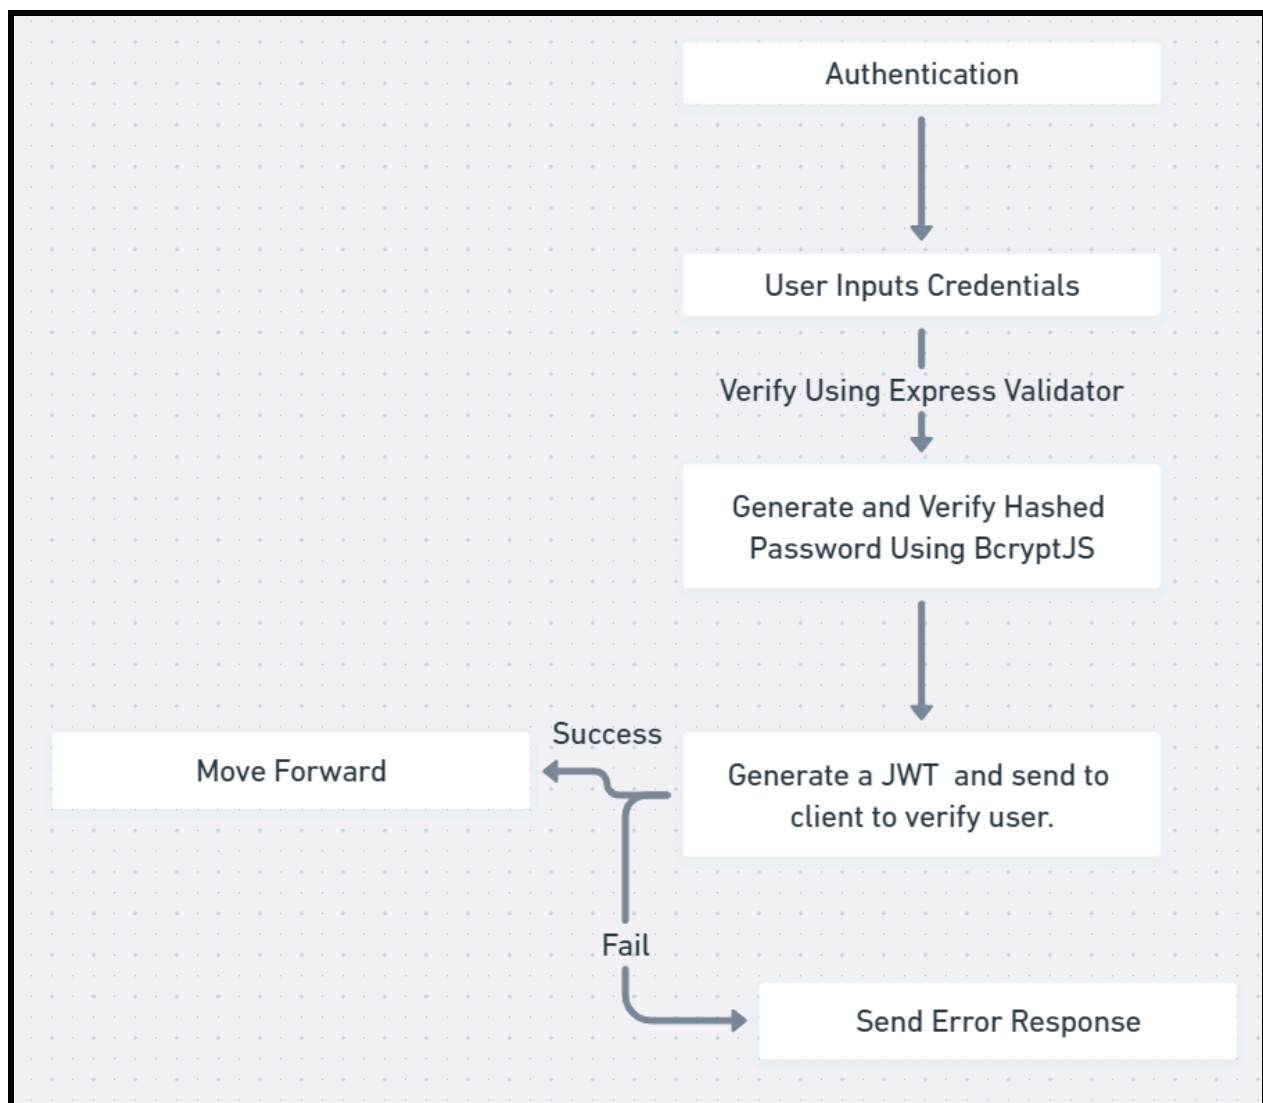 Authentication
User Inputs Credentials
Verify Using Express Validator
Generate and Verify Hashed
Password Using BcryptJS
Success
Move Forward
Generate a JWT  and send to
client to verify user.
Fail
Send Error Response